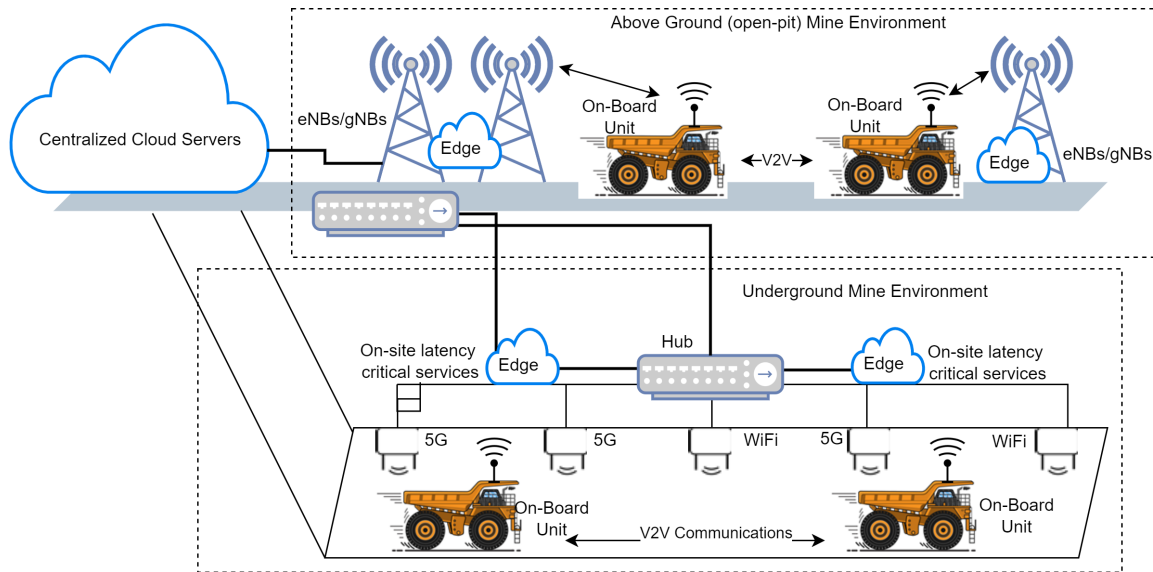 Above Ground (open-pit) Mine Environment
Centralized Cloud Servers
eNBs/gNBs
Edge
On-Board
Unit
V2V
On-Board
Unit
Edge
eNBs/gNBs
Underground Mine Environment
On-site latency
critical services
Edge
Hub
Edge
On-site latency
critical services
5G
5G
WiFi
5G
WiFi
On-Board
Unit
V2V Communications
On-Board
Unit